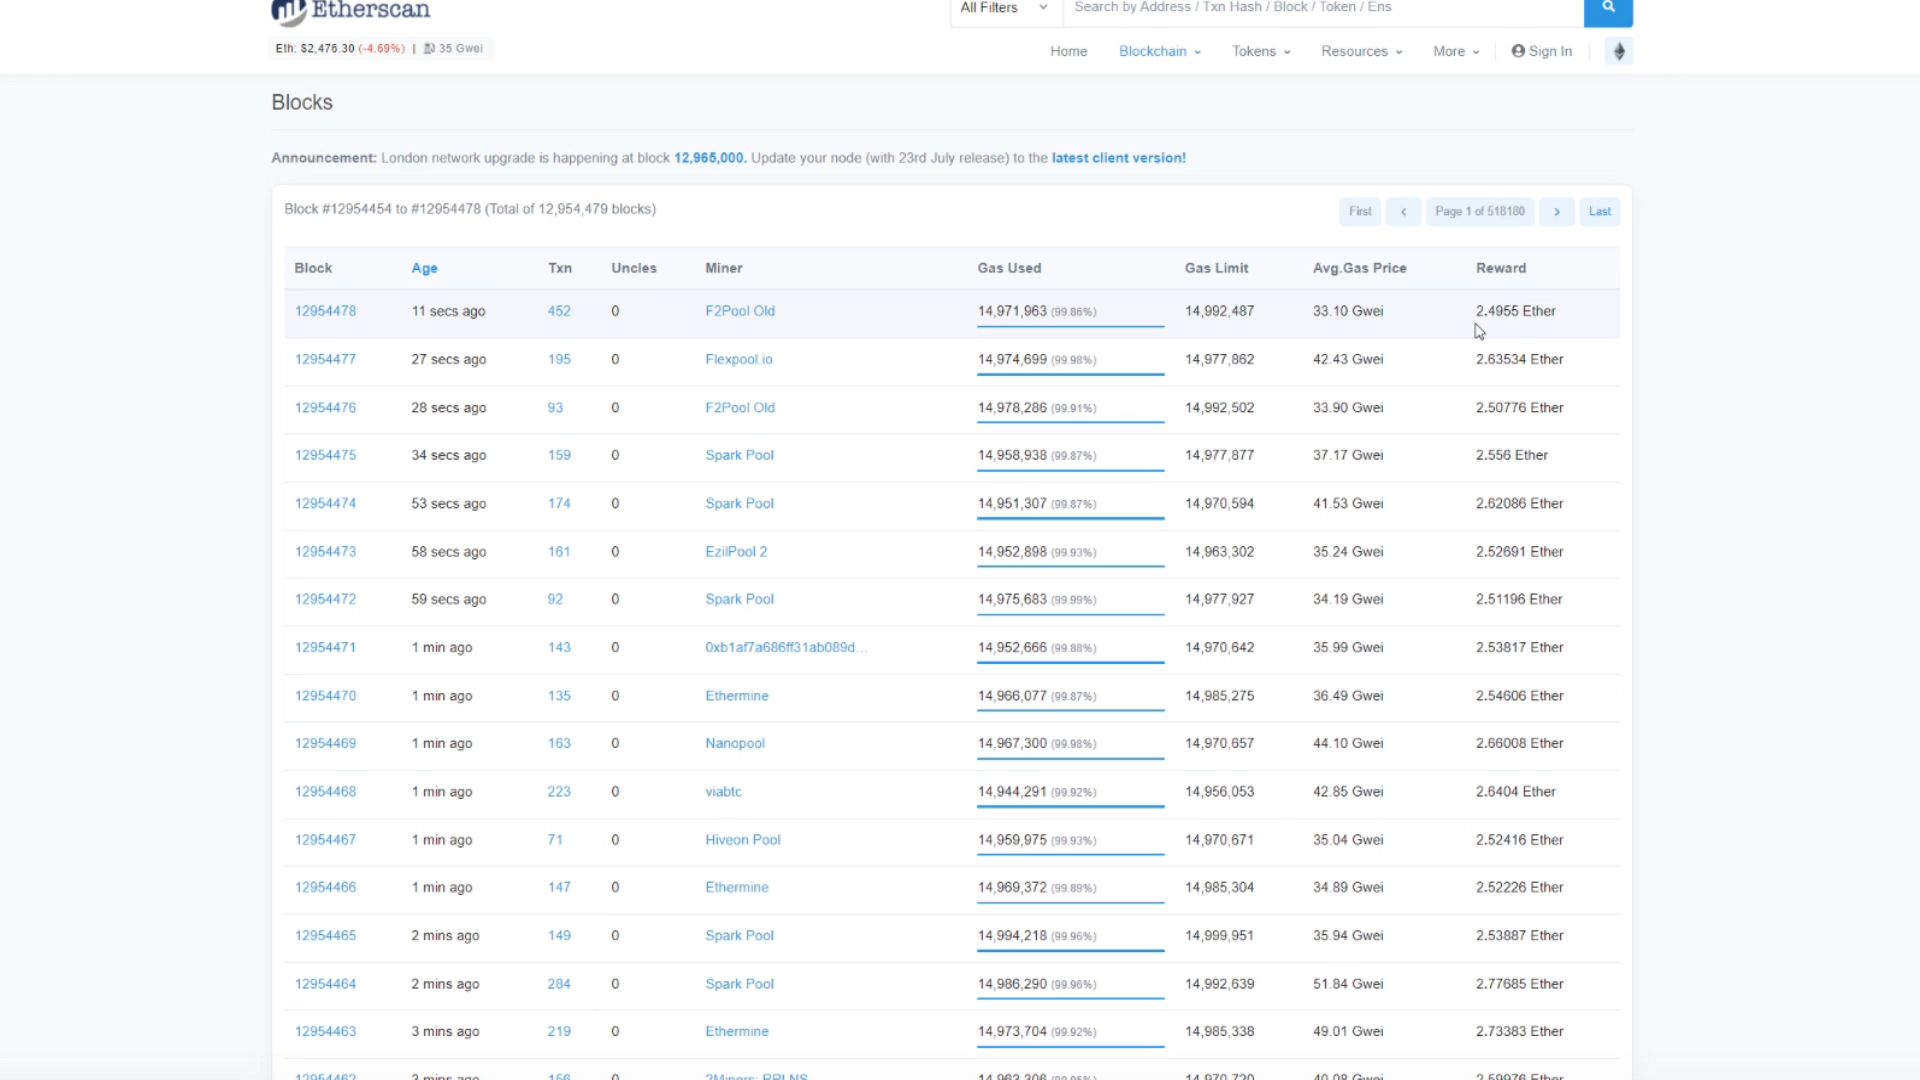 Etherscan
All Filters Search by Address / Txn Hash / Block / Token / Ens
Eth: $2,476.30 (-4.69%) | 35 Gwei
Home Blockchain Tokens Resources More Sign In
Blocks
Announcement: London network upgrade is happening at block 12,965,000. Update your node (with 23rd July release) to the latest client version!
Block #12954454 to #12954478 (Total of 12,954,479 blocks)
First < Page 1 of 518180 > Last
Block Age Txn Uncles Miner Gas Used Gas Limit Avg.Gas Price Reward
12954478 11 secs ago 452 0 F2Pool Old 14,971,963 (99.86%) 14,992,487 33.10 Gwei 2.4955 Ether
12954477 27 secs ago 195 0 Flexpool.io 14,974,699 (99.98%) 14,977,862 42.43 Gwei 2.63534 Ether
12954476 28 secs ago 93 0 F2Pool Old 14,978,286 (99.91%) 14,992,502 33.90 Gwei 2.50776 Ether
12954475 34 secs ago 159 0 Spark Pool 14,958,938 (99.87%) 14,977,877 37.17 Gwei 2.556 Ether
12954474 53 secs ago 174 0 Spark Pool 14,951,307 (99.87%) 14,970,594 41.53 Gwei 2.62086 Ether
12954473 58 secs ago 161 0 EzilPool 2 14,952,898 (99.93%) 14,963,302 35.24 Gwei 2.52691 Ether
12954472 59 secs ago 92 0 Spark Pool 14,975,683 (99.99%) 14,977,927 34.19 Gwei 2.51196 Ether
12954471 1 min ago 143 0 0xb1af7a686ff31ab089d... 14,952,666 (99.88%) 14,970,642 35.99 Gwei 2.53817 Ether
12954470 1 min ago 135 0 Ethermine 14,966,077 (99.87%) 14,985,275 36.49 Gwei 2.54606 Ether
12954469 1 min ago 163 0 Nanopool 14,967,300 (99.98%) 14,970,657 44.10 Gwei 2.66008 Ether
12954468 1 min ago 223 0 viabtc 14,944,291 (99.92%) 14,956,053 42.85 Gwei 2.6404 Ether
12954467 1 min ago 71 0 Hiveon Pool 14,959,975 (99.93%) 14,970,671 35.04 Gwei 2.52416 Ether
12954466 1 min ago 147 0 Ethermine 14,969,372 (99.89%) 14,985,304 34.89 Gwei 2.52226 Ether
12954465 2 mins ago 149 0 Spark Pool 14,994,218 (99.96%) 14,999,951 35.94 Gwei 2.53887 Ether
12954464 2 mins ago 284 0 Spark Pool 14,986,290 (99.96%) 14,992,639 51.84 Gwei 2.77685 Ether
12954463 3 mins ago 219 0 Ethermine 14,973,704 (99.92%) 14,985,338 49.01 Gwei 2.73383 Ether
12954462 3 mins ago 156 0 2Miners: PPLNS 14,963,306 (99.95%) 14,970,720 40.08 Gwei 2.59976 Ether